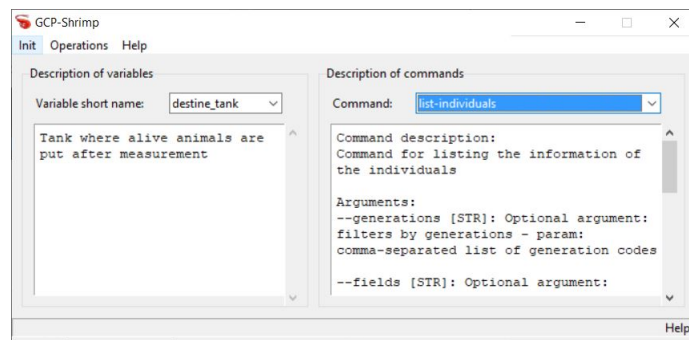 GCP-Shrimp
Init Operations Help
Description of variables
Variable short name: destine_tank
Tank where alive animals are
put after measurement
Description of commands
Command: list-individuals
Command description:
Command for listing the information of
the individuals
Arguments:
--generations [STR]: Optional argument:
filters by generations - param:
comma-separated list of generation codes
--fields [STR]: Optional argument:
Help